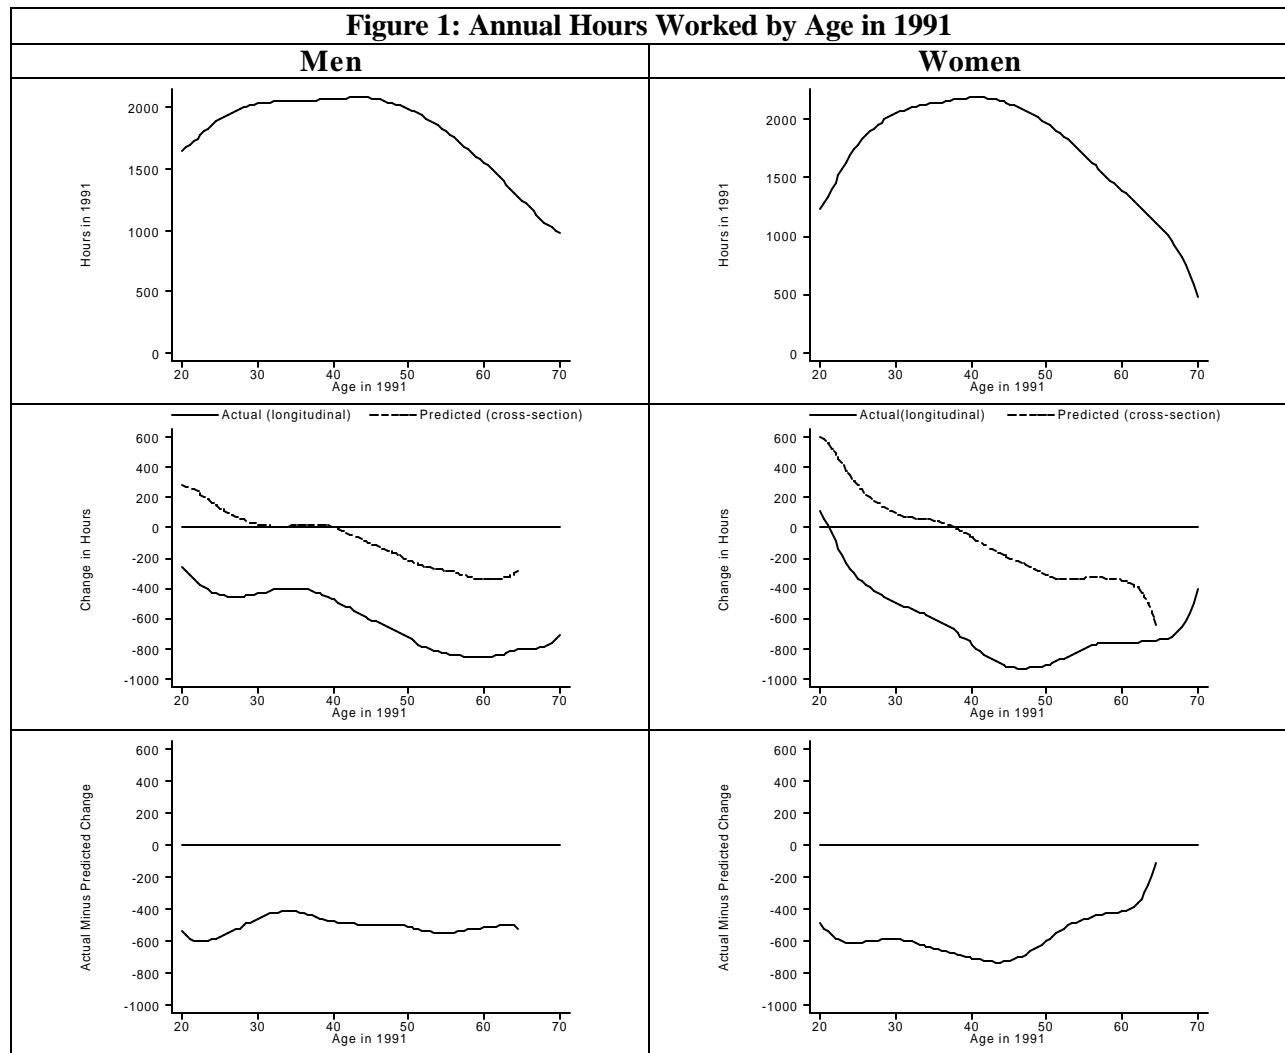 Figure 1: Annual Hours Worked by Age in 1991
Men
Women
Hours in 1991
2000
1500
1000
500
0
20 30 40 50 60 70
Age in 1991
Hours in 1991
2000
1500
1000
500
0
20 30 40 50 60 70
Age in 1991
Actual (longitudinal) Predicted (cross-section)
Change in Hours
600
400
200
0
-200
-400
-600
-800
-1000
20 30 40 50 60 70
Age in 1991
Actual(longitudinal) Predicted (cross-section)
Change in Hours
600
400
200
0
-200
-400
-600
-800
-1000
20 30 40 50 60 70
Age in 1991
Actual Minus Predicted Change
600
400
200
0
-200
-400
-600
-800
-1000
20 30 40 50 60 70
Age in 1991
Actual Minus Predicted Change
600
400
200
0
-200
-400
-600
-800
-1000
20 30 40 50 60 70
Age in 1991